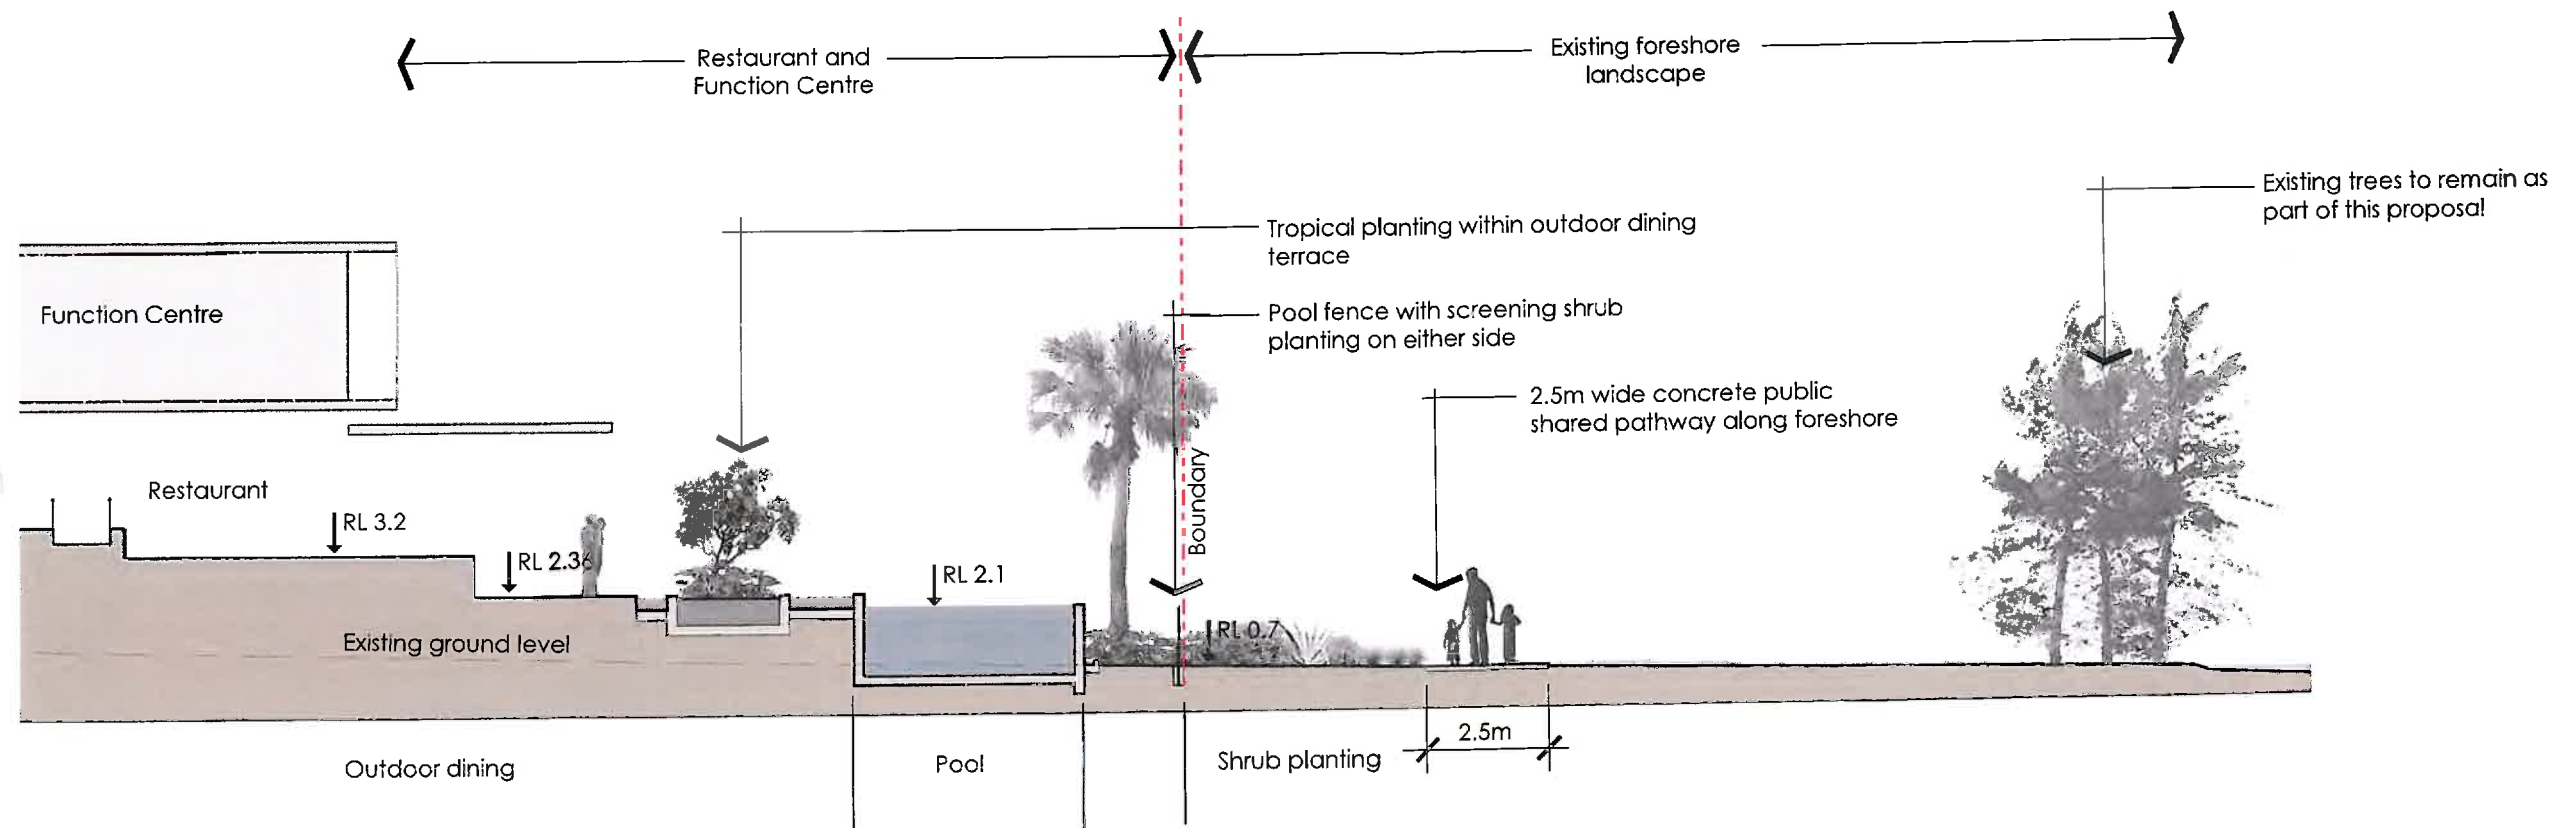 Restaurant and
Function Centre
Existing foreshore
landscape
Existing trees to remain as
part of this proposal
Tropical planting within outdoor dining
terrace
Function Centre
Pool fence with screening shrub
planting on either side
2.5m wide concrete public
shared pathway along foreshore
Boundary
Restaurant
RL 3.2
RL 2.36
RL 2.1
RL 0.7
Existing ground level
2.5m
Outdoor dining
Pool
Shrub planting